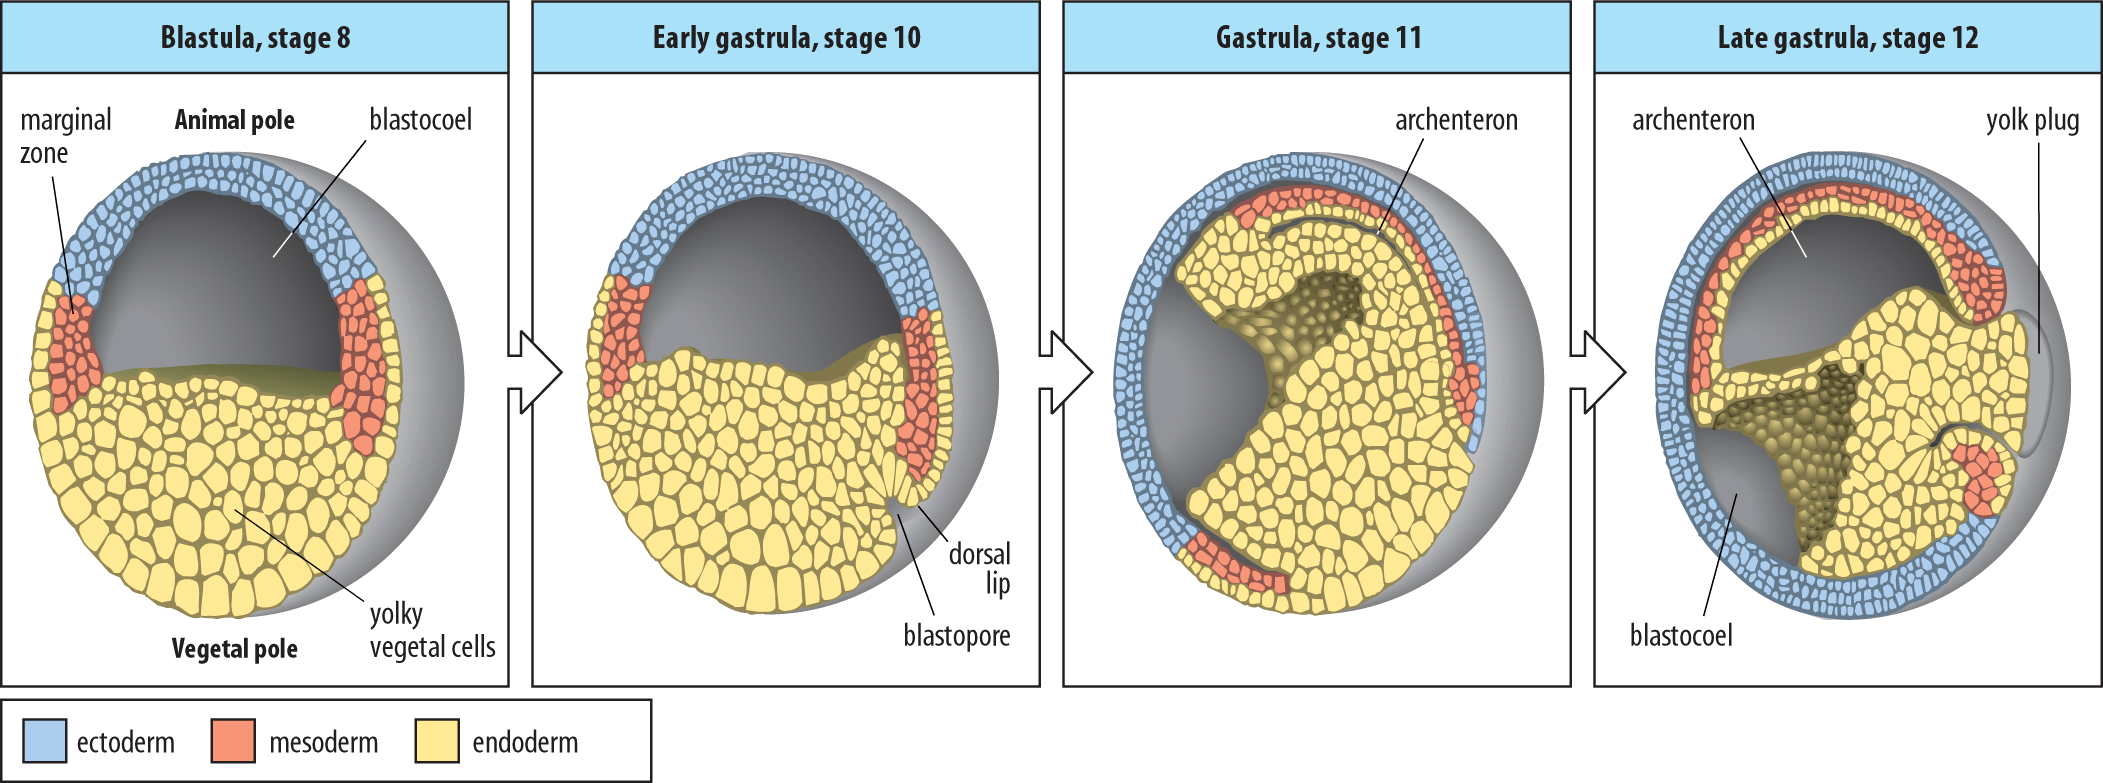 Blastula, stage 8
marginal
zone
Animal pole
blastocoel
yolky
vegetal cells
Vegetal pole
Early gastrula, stage 10
dorsal
lip
blastopore
Gastrula, stage 11
archenteron
Late gastrula, stage 12
archenteron
yolk plug
blastocoel
ectoderm
mesoderm
endoderm